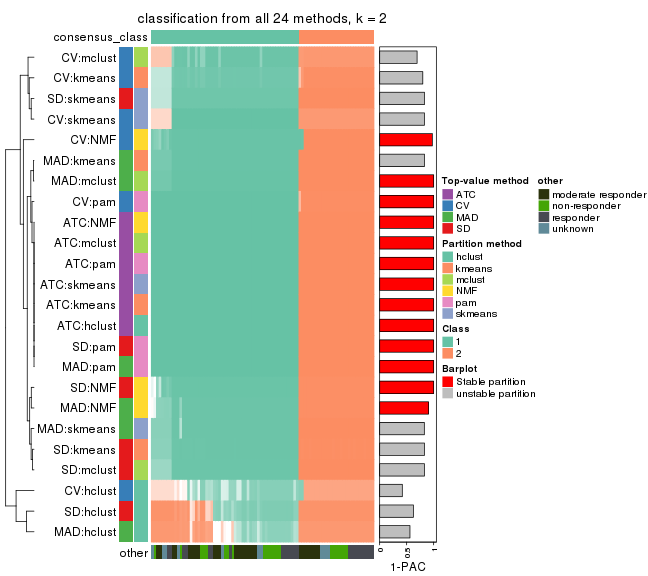 classification from all 24 methods, k = 2
consensus_class
CV:mclust
CV:kmeans
SD:skmeans
CV:skmeans
CV:NMF
MAD:kmeans
MAD:mclust
CV:pam
ATC:NMF
ATC:mclust
ATC:pam
ATC:skmeans
ATC:kmeans
ATC:hclust
SD:pam
MAD:pam
SD:NMF
MAD:NMF
MAD:skmeans
SD:kmeans
SD:mclust
CV:hclust
SD:hclust
MAD:hclust
other
0
0.5
1
1-PAC
Top-value method
ATC
CV
MAD
SD
Partition method
hclust
kmeans
mclust
NMF
pam
skmeans
Class
1
2
Barplot
Stable partition
unstable partition
other
moderate responder
non-responder
responder
unknown